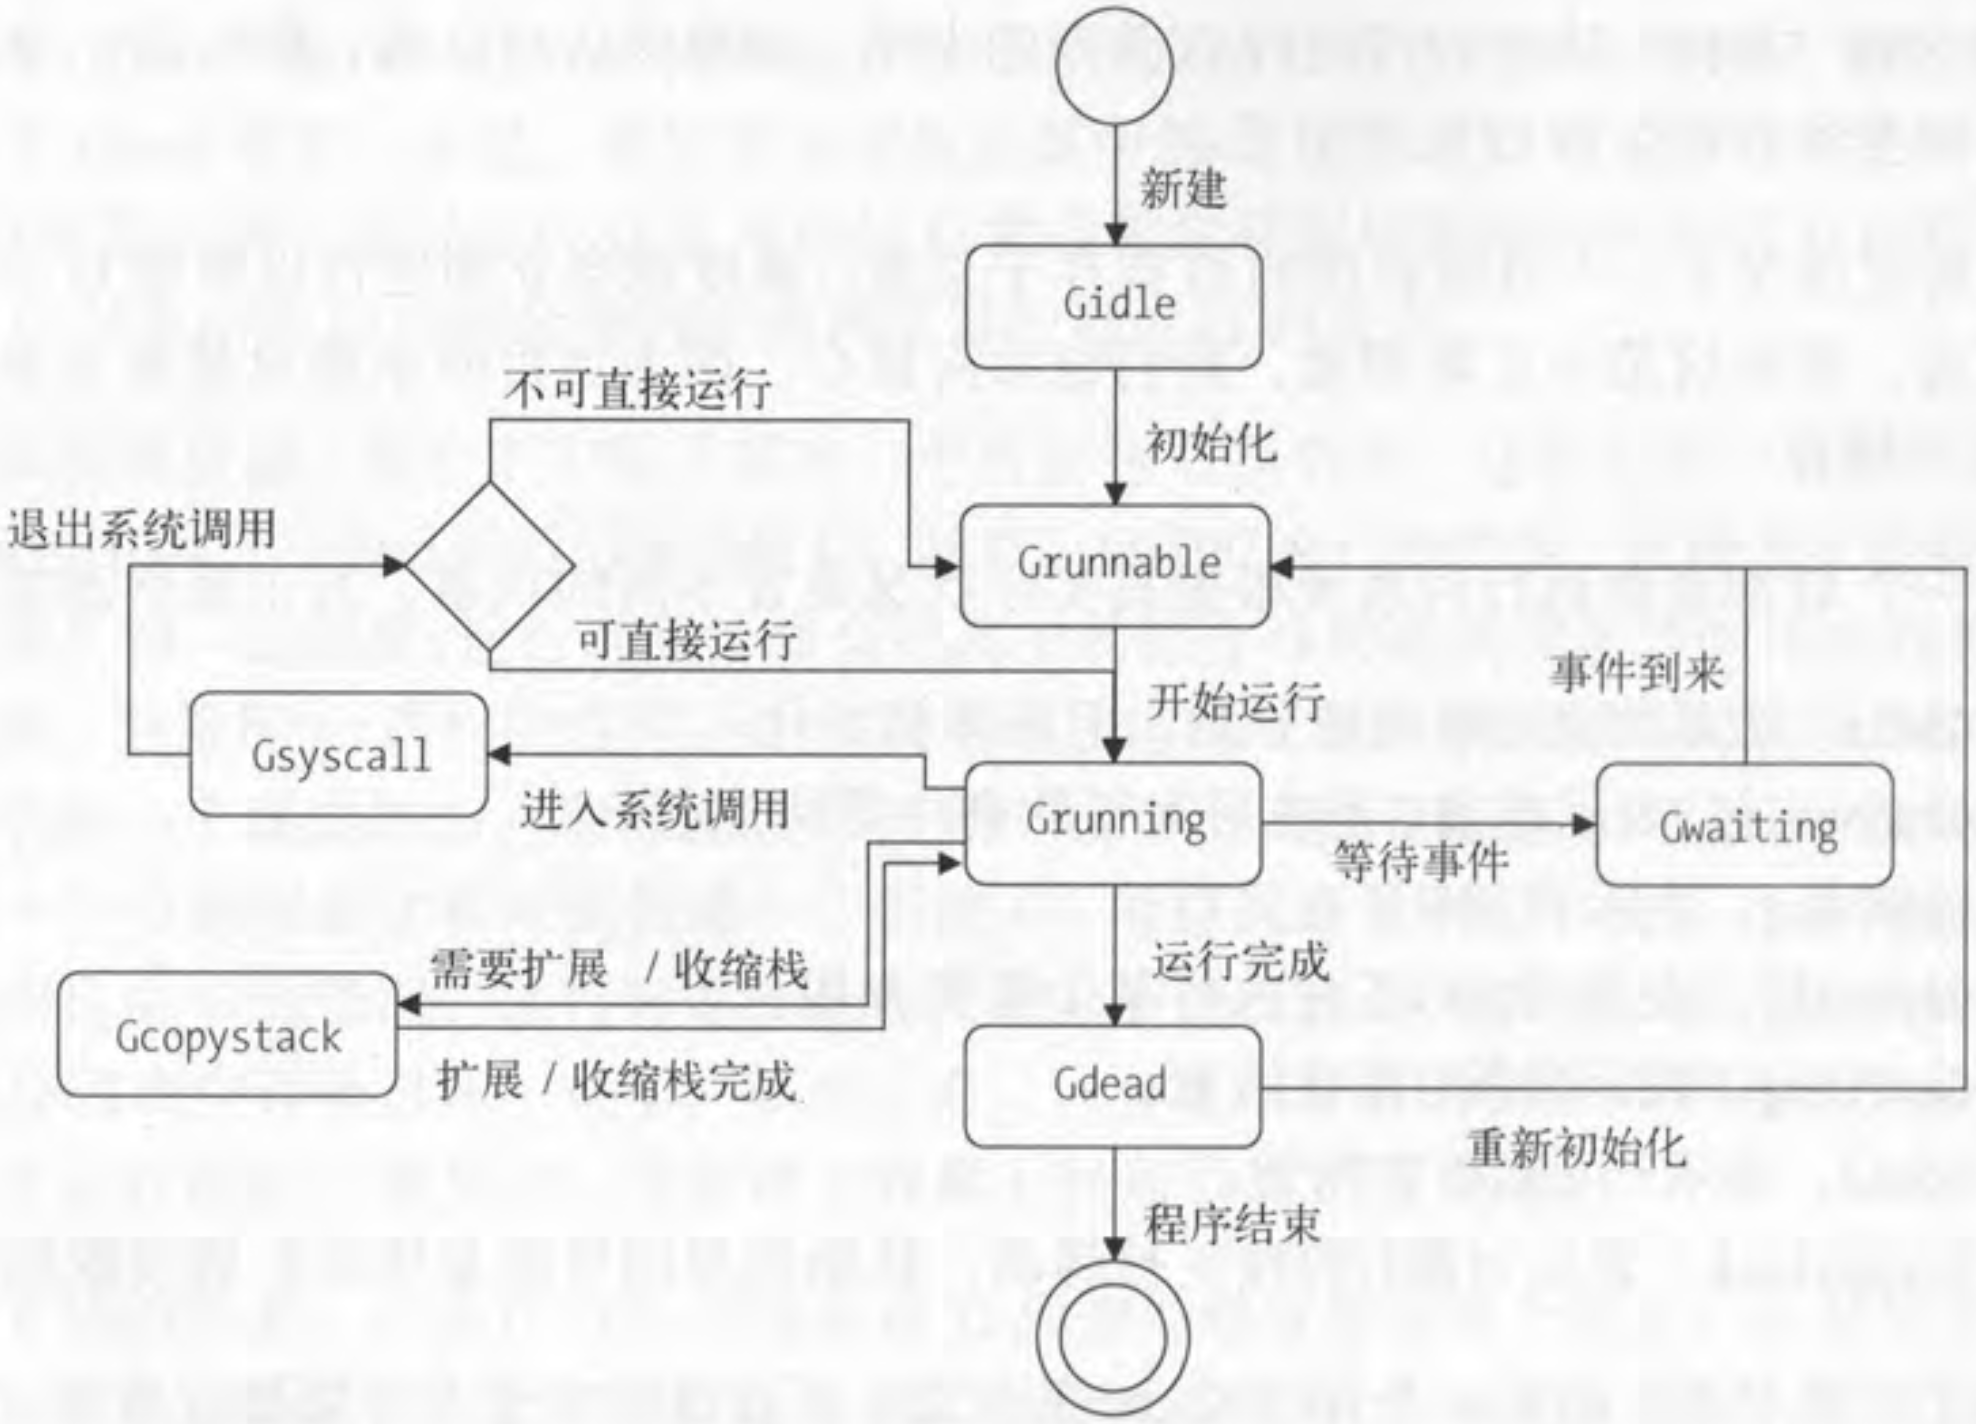 新建
Gidle
不可直接运行
初始化
退出系统调用
Grunnable
可直接运行
事件到来
开始运行
Gsyscall
进入系统调用
Grunning
等待事件
Gwaiting
需要扩展 / 收缩栈
运行完成
Gcopystack
扩展 / 收缩栈完成
Gdead
重新初始化
程序结束